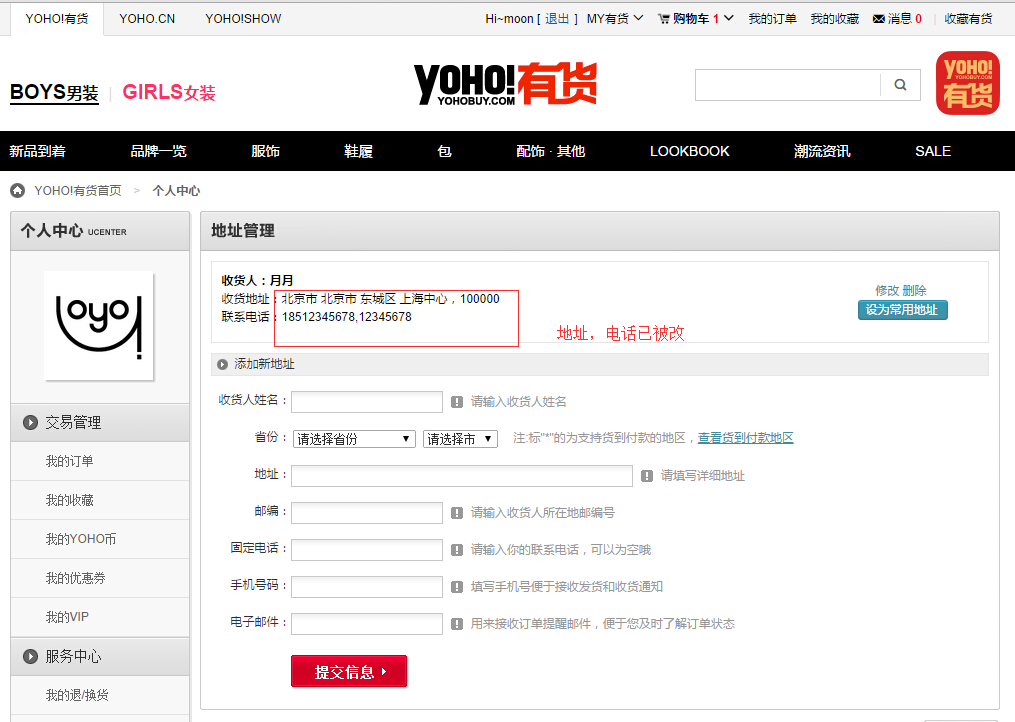 YOHO!有货 YOHO.CN YOHO!SHOW Hi~moon [ 退出 ] MY有货 购物车 1 我的订单 我的收藏 消息 0 | 收藏有货
BOYS男装 | GIRLS女装
YOHO!有货
YOHOBUY.COM
YOHO!
YOHOBUY.COM
有货
新品到着 品牌一览 服饰 鞋履 包 配饰 · 其他 LOOKBOOK 潮流资讯 SALE
YOHO!有货首页 > 个人中心
个人中心 UCENTER
yoyo!
交易管理
我的订单
我的收藏
我的YOHO币
我的优惠券
我的VIP
服务中心
我的退/换货
地址管理
收货人：月月
收货地址：北京市 北京市 东城区 上海中心，100000
联系电话：18512345678,12345678
修改 删除
设为常用地址
地址，电话已被改
添加新地址
收货人姓名： 请输入收货人姓名
省份： 请选择省份 请选择市 注:标"*"的为支持货到付款的地区，查看货到付款地区
地址： 请填写详细地址
邮编： 请输入收货人所在地邮编号
固定电话： 请输入你的联系电话，可以为空哦
手机号码： 填写手机号便于接收发货和收货通知
电子邮件： 用来接收订单提醒邮件，便于您及时了解订单状态
提交信息